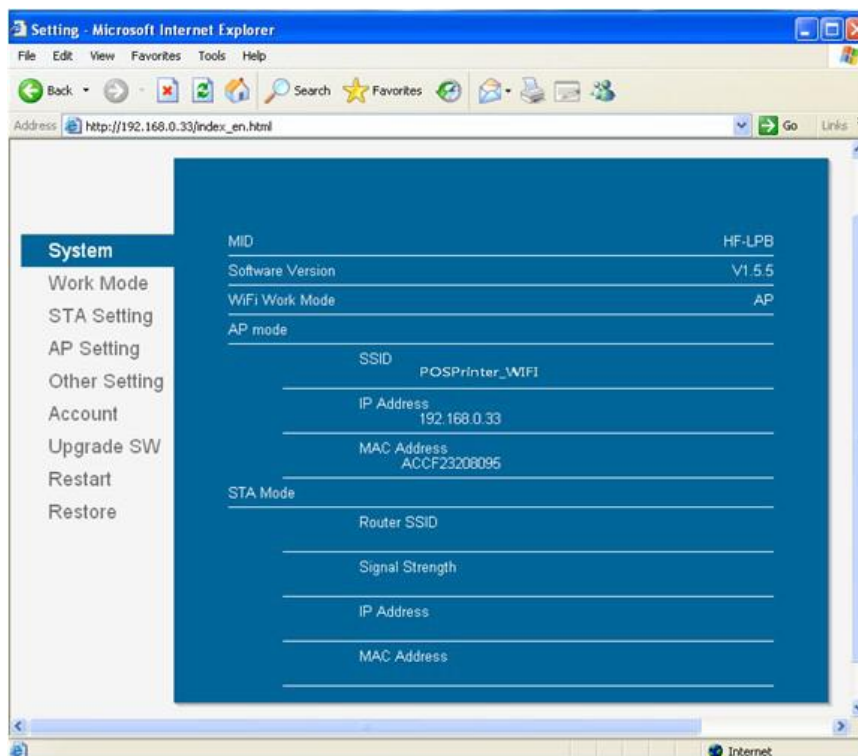 Setting - Microsoft Internet Explorer
File Edit View Favorites Tools Help
Back Search Favorites
Address http://192.168.0.33/index_en.html Go Links
System
Work Mode
STA Setting
AP Setting
Other Setting
Account
Upgrade SW
Restart
Restore
MID HF-LPB
Software Version V1.5.5
WiFi Work Mode AP
AP mode
SSID
POSPrinter_WIFI
IP Address
192.168.0.33
MAC Address
ACCF23208095
STA Mode
Router SSID
Signal Strength
IP Address
MAC Address
Internet